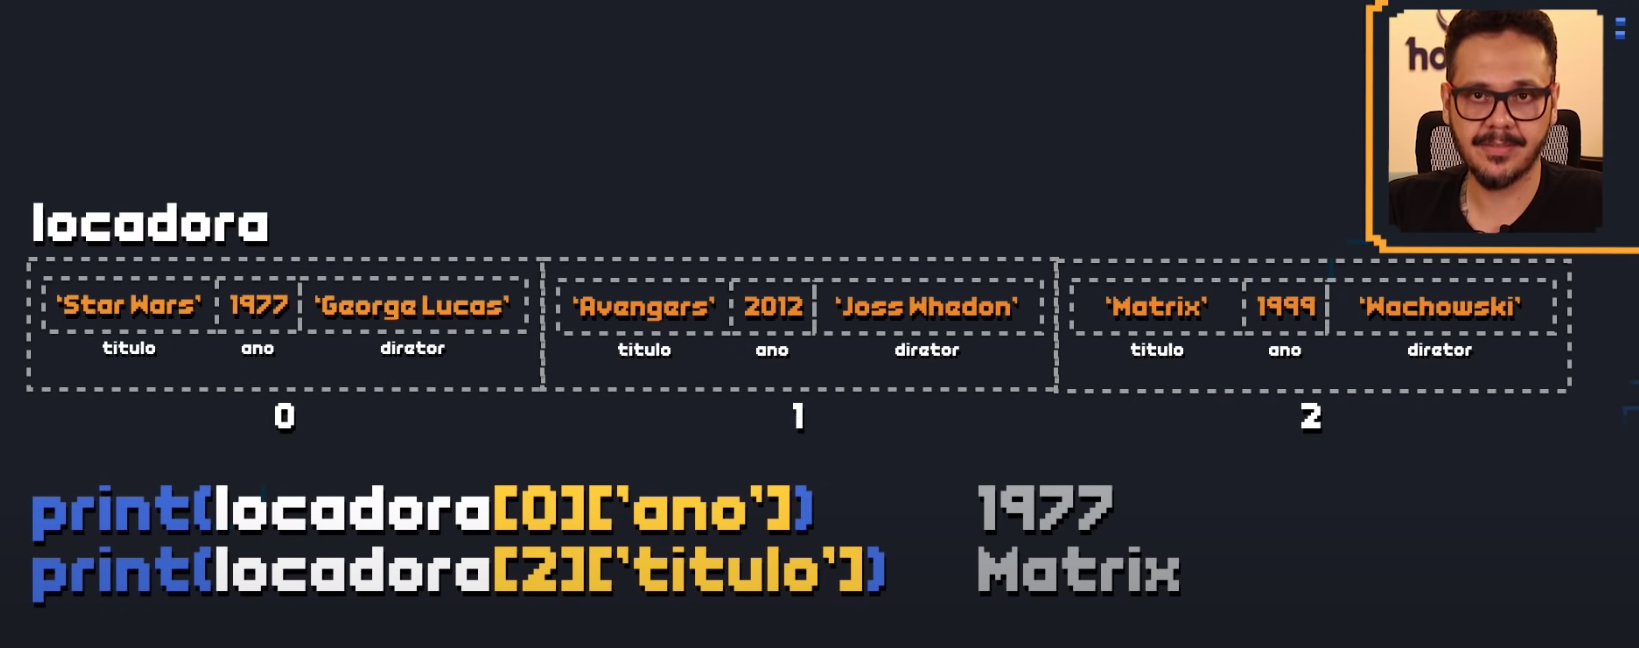 locadora
'Star Wars' 1977 'George Lucas' 'Avengers' 2012 'Joss Whedon' 'Matrix' 1999 'Wachowski'
titulo ano diretor titulo ano diretor titulo ano diretor
0 1 2
print(locadora[0]['ano']) 1977
print(locadora[2]['titulo']) Matrix